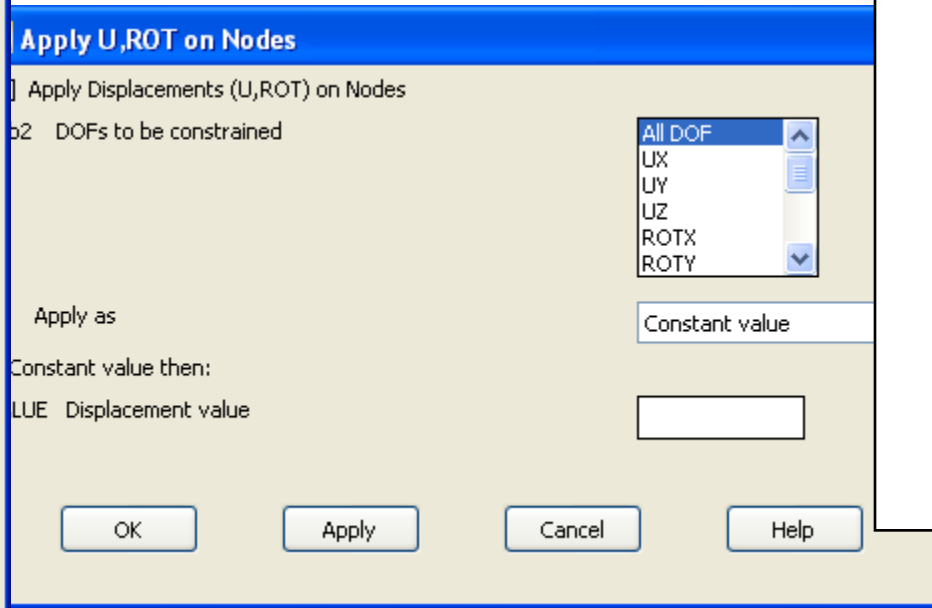 Apply U,ROT on Nodes
] Apply Displacements (U,ROT) on Nodes
b2 DOFs to be constrained
All DOF
UX
UY
UZ
ROTX
ROTY
Apply as
Constant value
Constant value then:
LUE Displacement value
OK
Apply
Cancel
Help